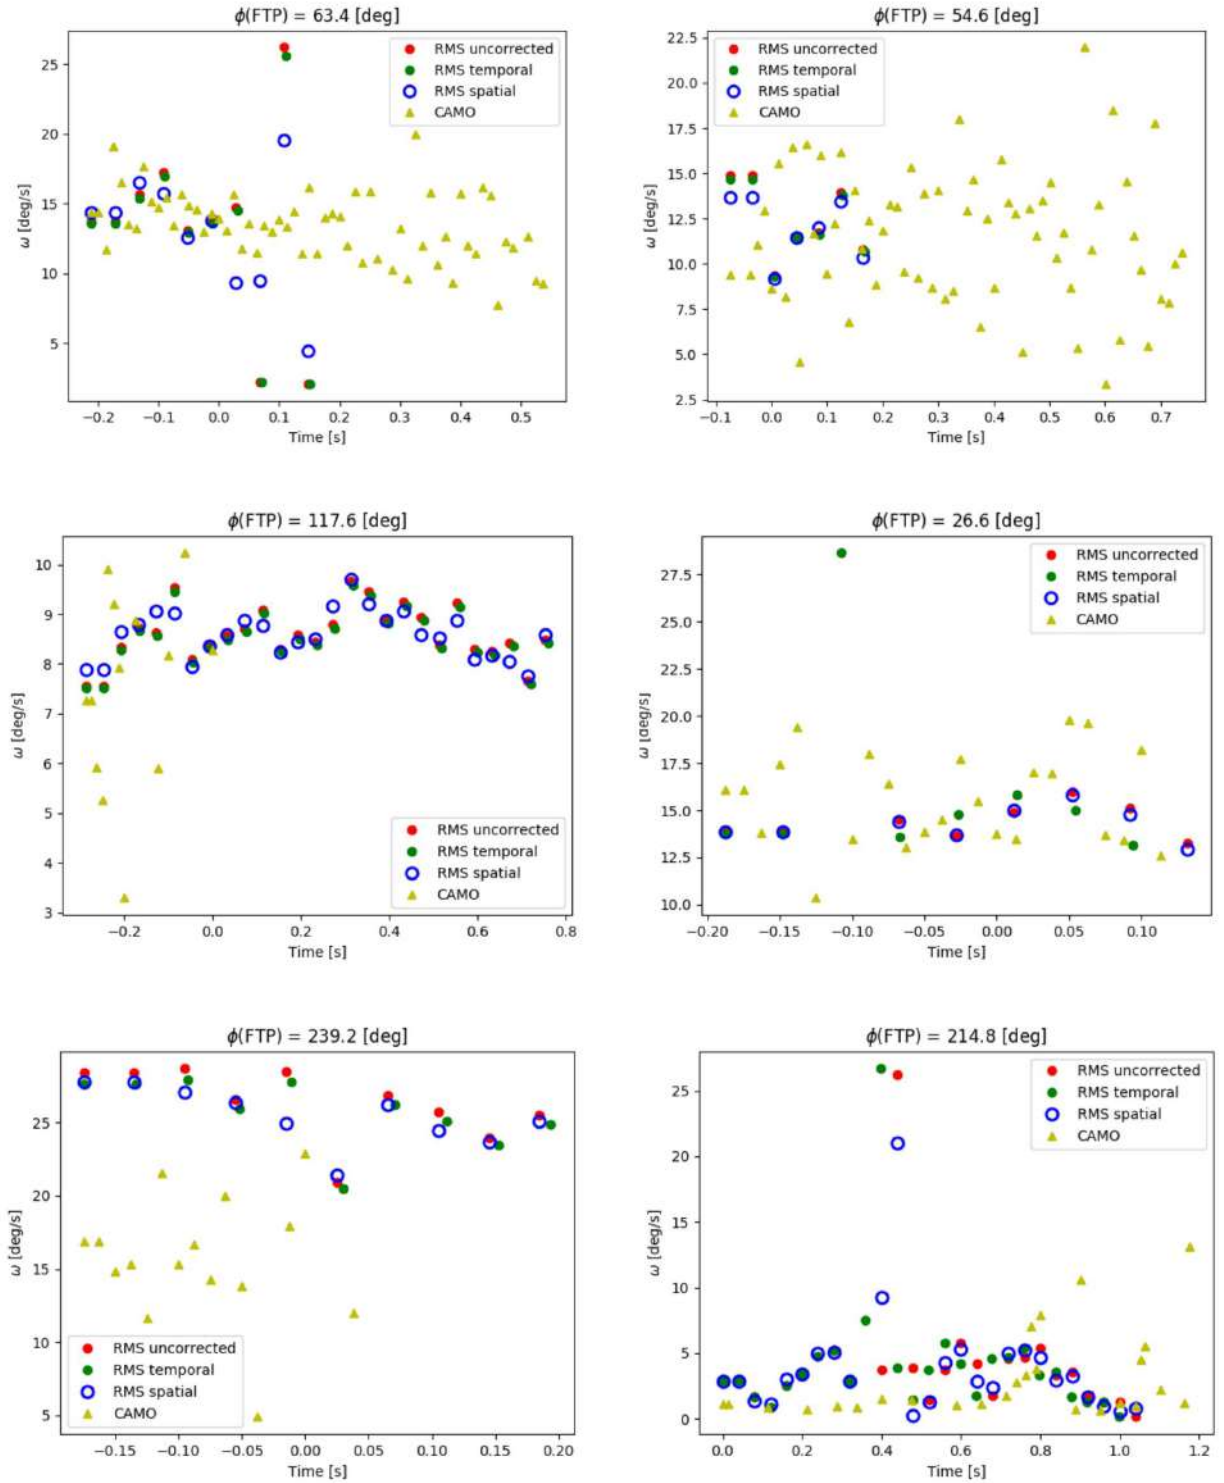 ϕ(FTP) = 63.4 [deg]
RMS uncorrected
RMS temporal
RMS spatial
CAMO
25
20
15
10
5
ω [deg/s]
−0.2 −0.1 0.0 0.1 0.2 0.3 0.4 0.5
Time [s]
ϕ(FTP) = 54.6 [deg]
RMS uncorrected
RMS temporal
RMS spatial
CAMO
22.5
20.0
17.5
15.0
12.5
10.0
7.5
5.0
2.5
ω [deg/s]
−0.1 0.0 0.1 0.2 0.3 0.4 0.5 0.6 0.7
Time [s]
ϕ(FTP) = 117.6 [deg]
10
9
8
7
6
5
4
3
ω [deg/s]
RMS uncorrected
RMS temporal
RMS spatial
CAMO
−0.2 0.0 0.2 0.4 0.6 0.8
Time [s]
ϕ(FTP) = 26.6 [deg]
RMS uncorrected
RMS temporal
RMS spatial
CAMO
27.5
25.0
22.5
20.0
17.5
15.0
12.5
10.0
ω [deg/s]
−0.20 −0.15 −0.10 −0.05 0.00 0.05 0.10
Time [s]
ϕ(FTP) = 239.2 [deg]
25
20
15
10
5
ω [deg/s]
RMS uncorrected
RMS temporal
RMS spatial
CAMO
−0.15 −0.10 −0.05 0.00 0.05 0.10 0.15 0.20
Time [s]
ϕ(FTP) = 214.8 [deg]
RMS uncorrected
RMS temporal
RMS spatial
CAMO
25
20
15
10
5
0
ω [deg/s]
0.0 0.2 0.4 0.6 0.8 1.0 1.2
Time [s]